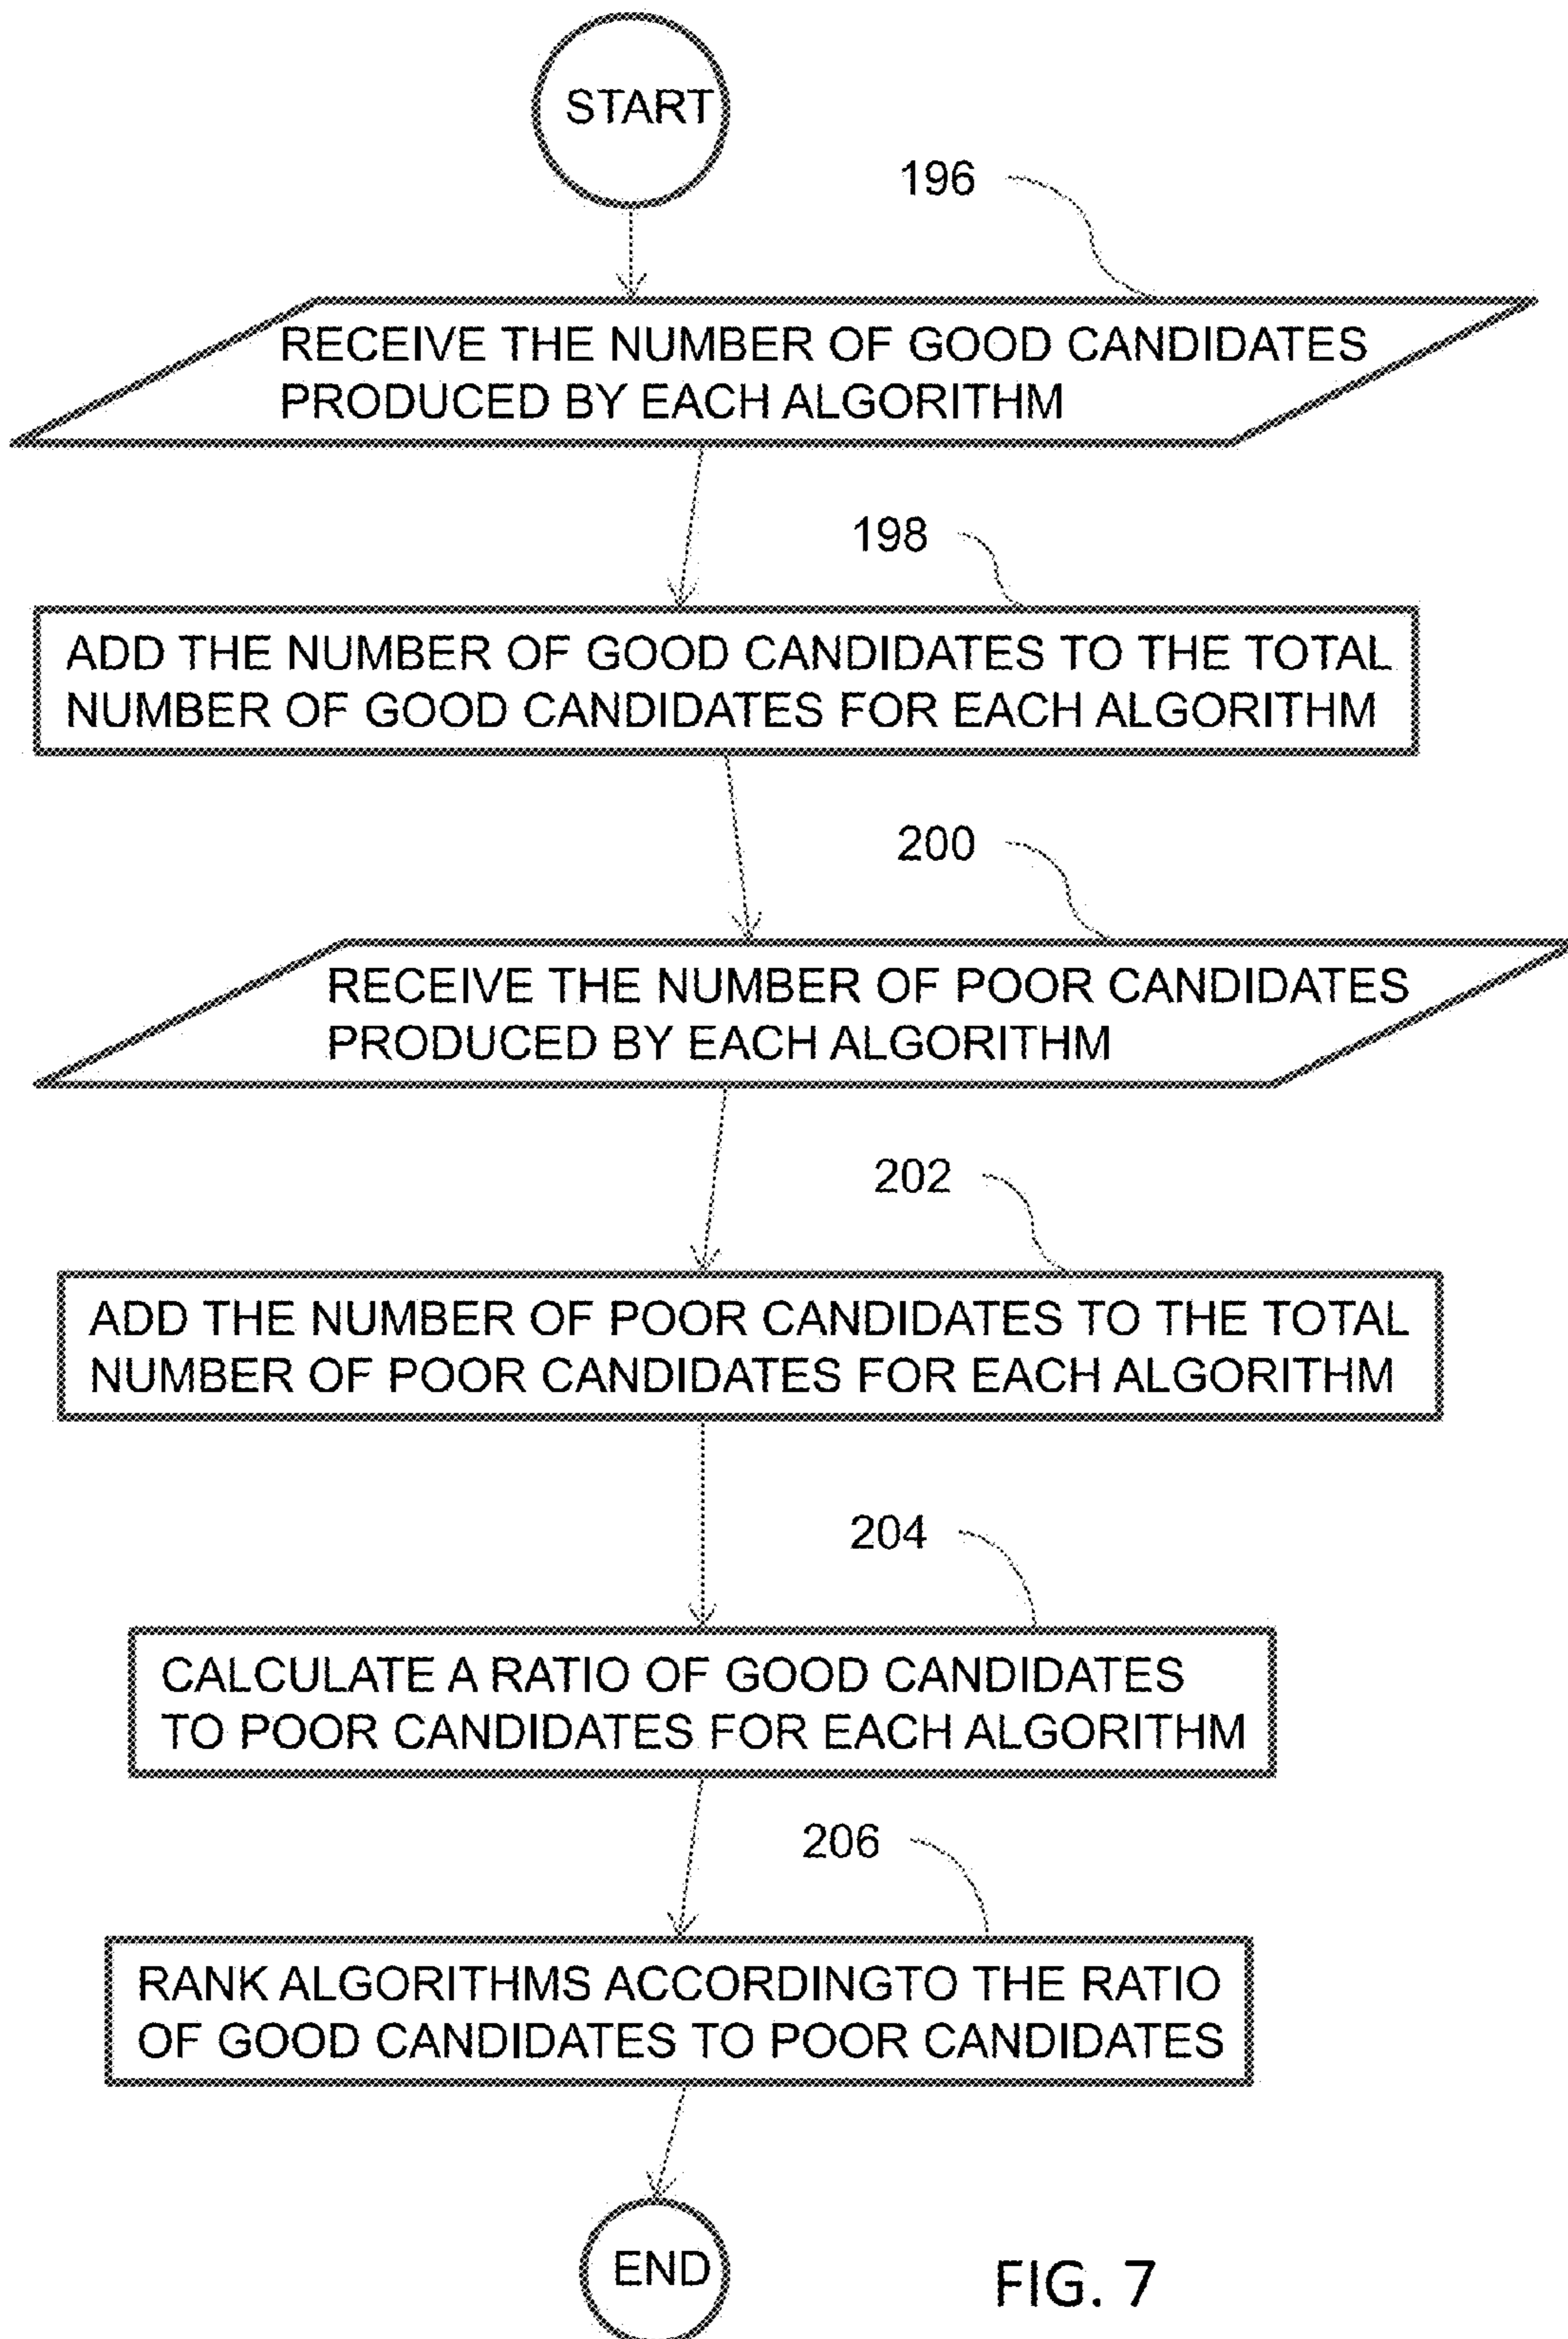 START
196
RECEIVE THE NUMBER OF GOOD CANDIDATES
PRODUCED BY EACH ALGORITHM
198
ADD THE NUMBER OF GOOD CANDIDATES TO THE TOTAL
NUMBER OF GOOD CANDIDATES FOR EACH ALGORITHM
200
RECEIVE THE NUMBER OF POOR CANDIDATES
PRODUCED BY EACH ALGORITHM
202
ADD THE NUMBER OF POOR CANDIDATES TO THE TOTAL
NUMBER OF POOR CANDIDATES FOR EACH ALGORITHM
204
CALCULATE A RATIO OF GOOD CANDIDATES
TO POOR CANDIDATES FOR EACH ALGORITHM
206
RANK ALGORITHMS ACCORDINGTO THE RATIO
OF GOOD CANDIDATES TO POOR CANDIDATES
END
FIG. 7